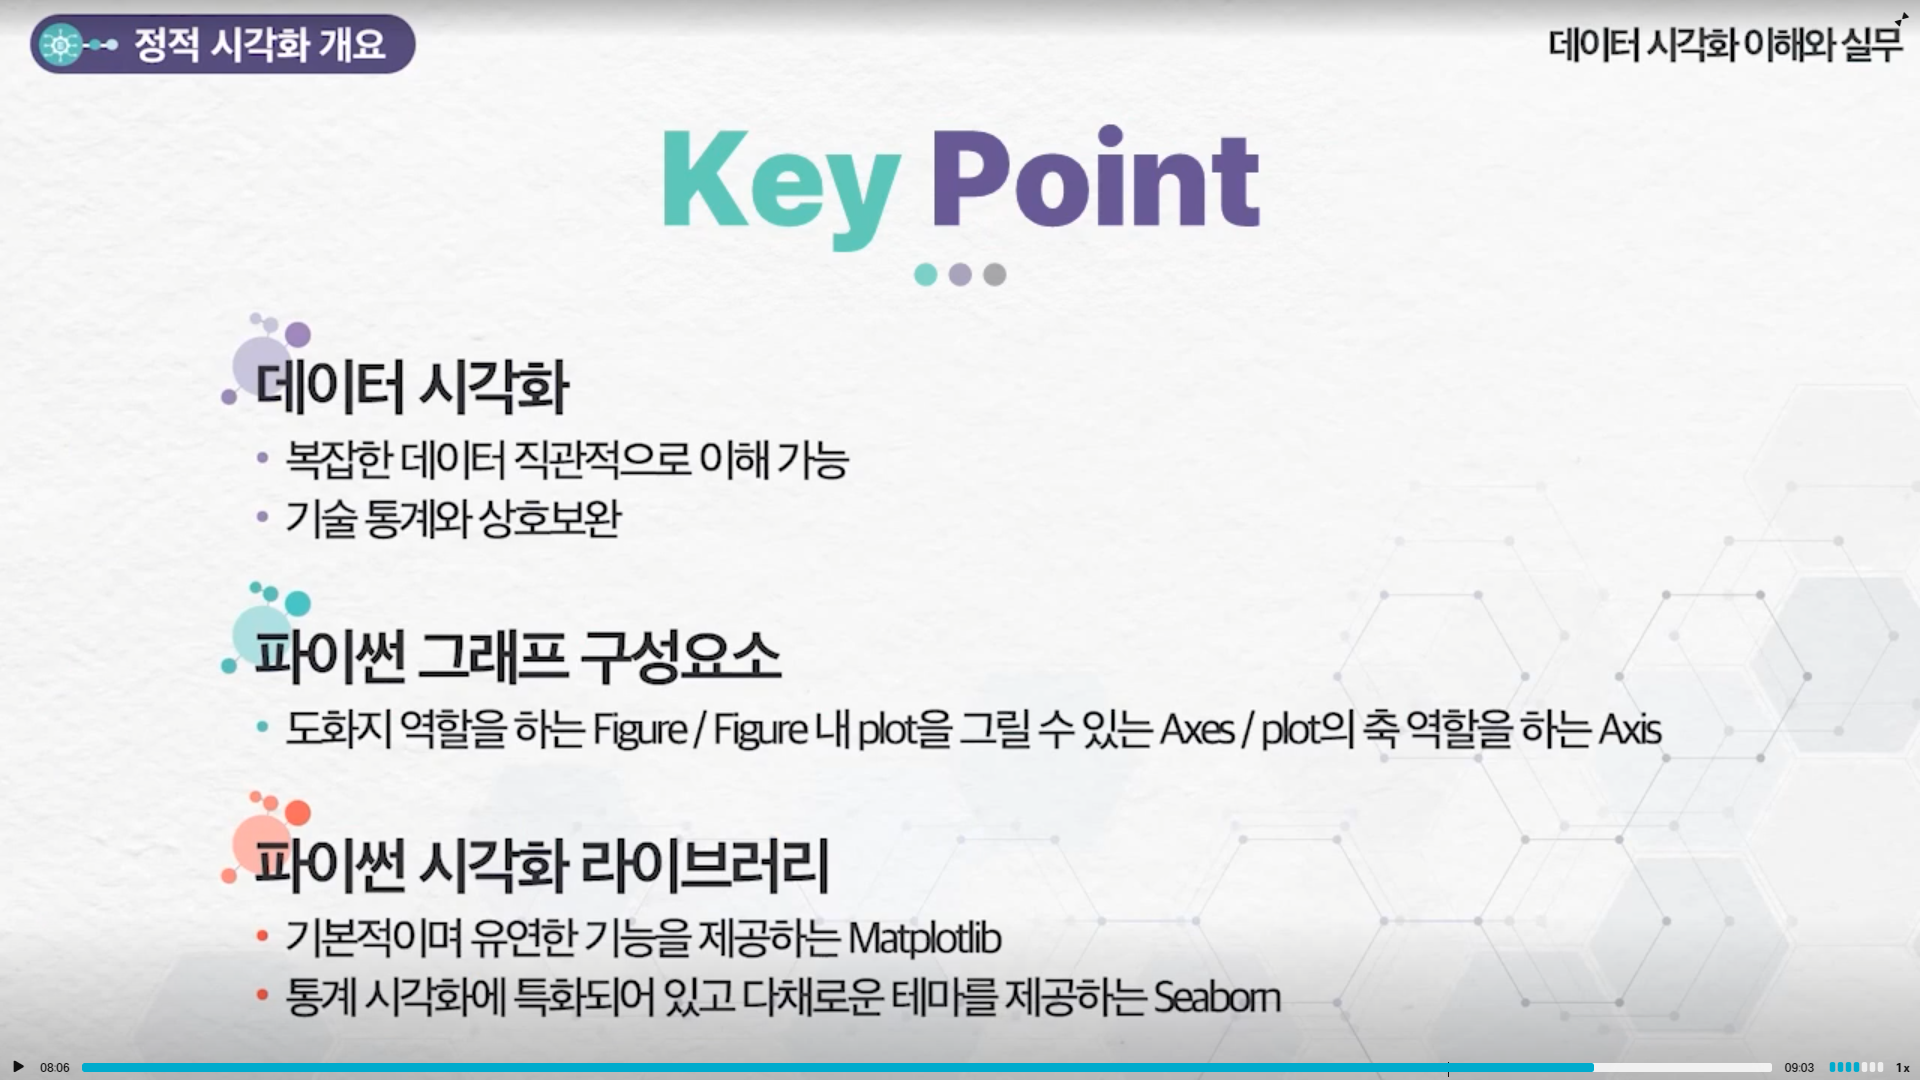 정적 시각화 개요
데이터 시각화 이해와 실무
Key Point
데이터 시각화
• 복잡한 데이터 직관적으로 이해 가능
• 기술 통계와 상호보완
파이썬 그래프 구성요소
• 도화지 역할을 하는 Figure / Figure 내 plot을 그릴 수 있는 Axes / plot의 축 역할을 하는 Axis
파이썬 시각화 라이브러리
• 기본적이며 유연한 기능을 제공하는 Matplotlib
• 통계 시각화에 특화되어 있고 다채로운 테마를 제공하는 Seaborn
08:06
09:03
1x